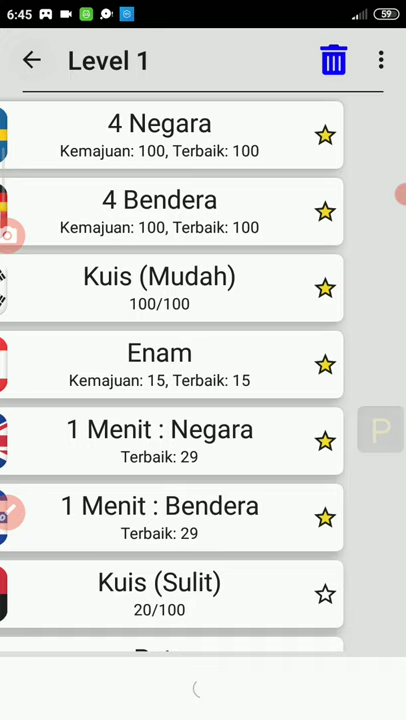 6:45
59
Level 1
4 Negara
Kemajuan: 100, Terbaik: 100
4 Bendera
Kemajuan: 100, Terbaik: 100
Kuis (Mudah)
100/100
Enam
Kemajuan: 15, Terbaik: 15
1 Menit : Negara
Terbaik: 29
P
1 Menit : Bendera
Terbaik: 29
Kuis (Sulit)
20/100